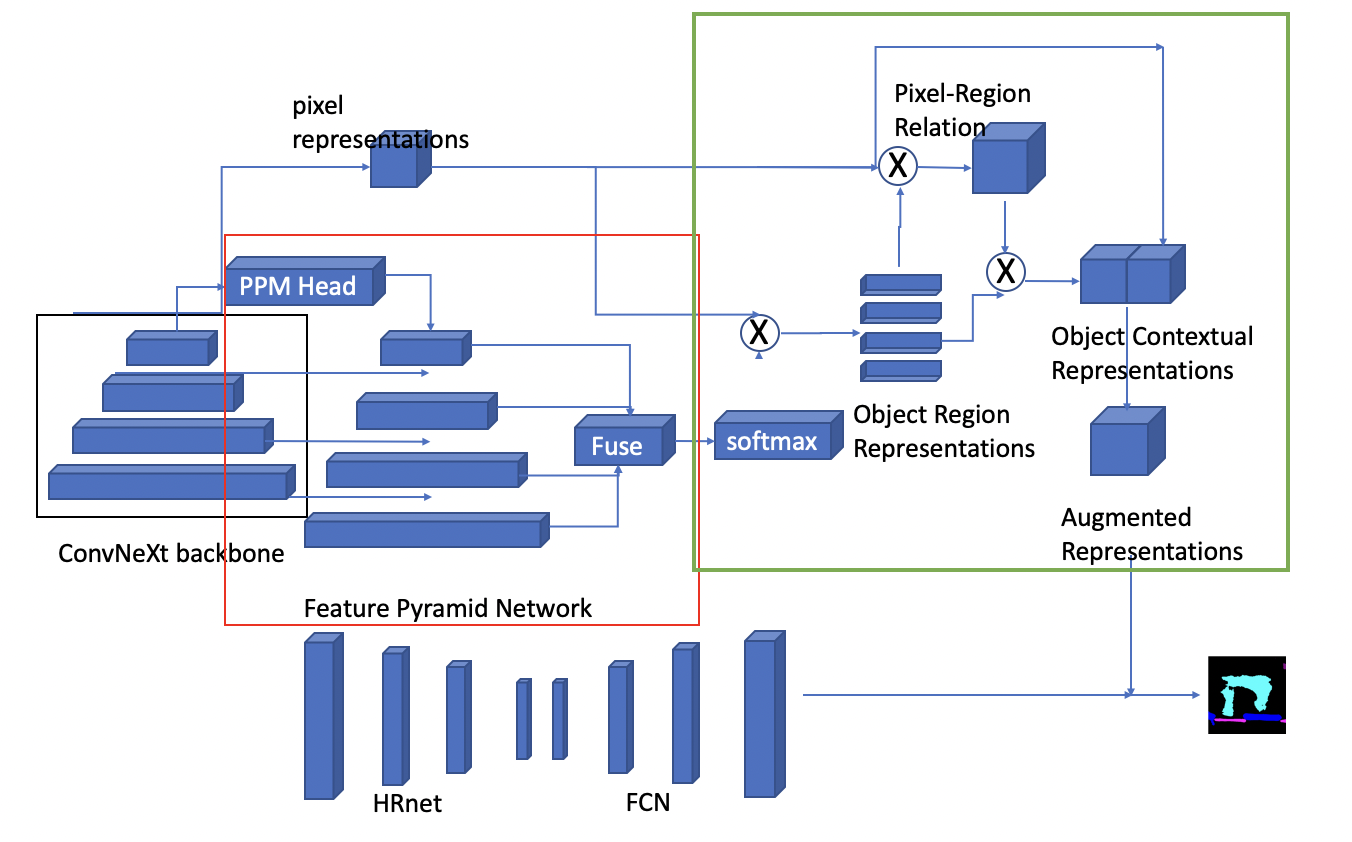 pixel
representations
Pixel-Region
Relation
X
PPM Head
X
X
Object Contextual
Representations
Object Region
Representations
Fuse
softmax
Augmented
Representations
ConvNeXt backbone
Feature Pyramid Network
HRnet
FCN